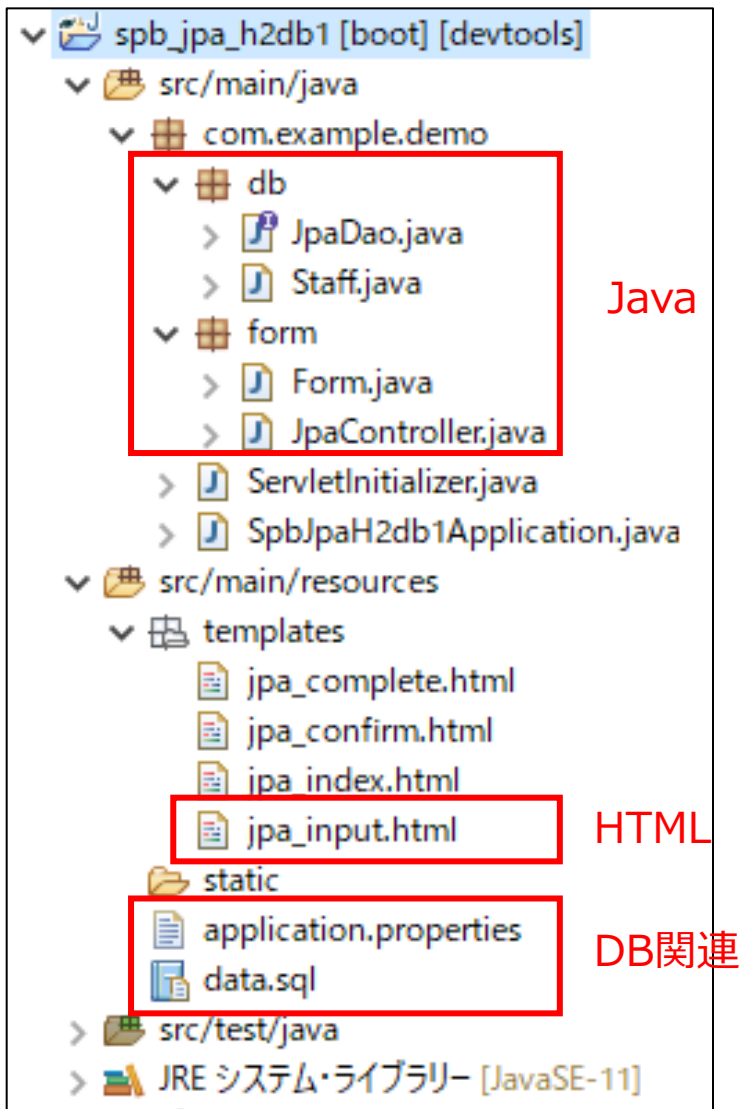 spb_jpa_h2db1 [boot] [devtools]
src/main/java
com.example.demo
db
JpaDao.java
Staff.java
Java
form
Form.java
JpaController.java
ServletInitializer.java
SpbJpaH2db1Application.java
src/main/resources
templates
jpa_complete.html
jpa_confirm.html
jpa_index.html
jpa_input.html
HTML
static
application.properties
DB関連
data.sql
src/test/java
JRE システム・ライブラリー [JavaSE-11]